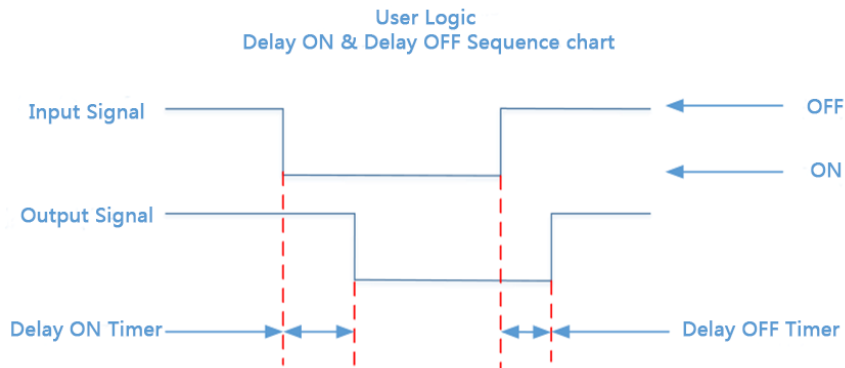 User Logic
Delay ON & Delay OFF Sequence chart
Input Signal
OFF
ON
Output Signal
Delay ON Timer
Delay OFF Timer